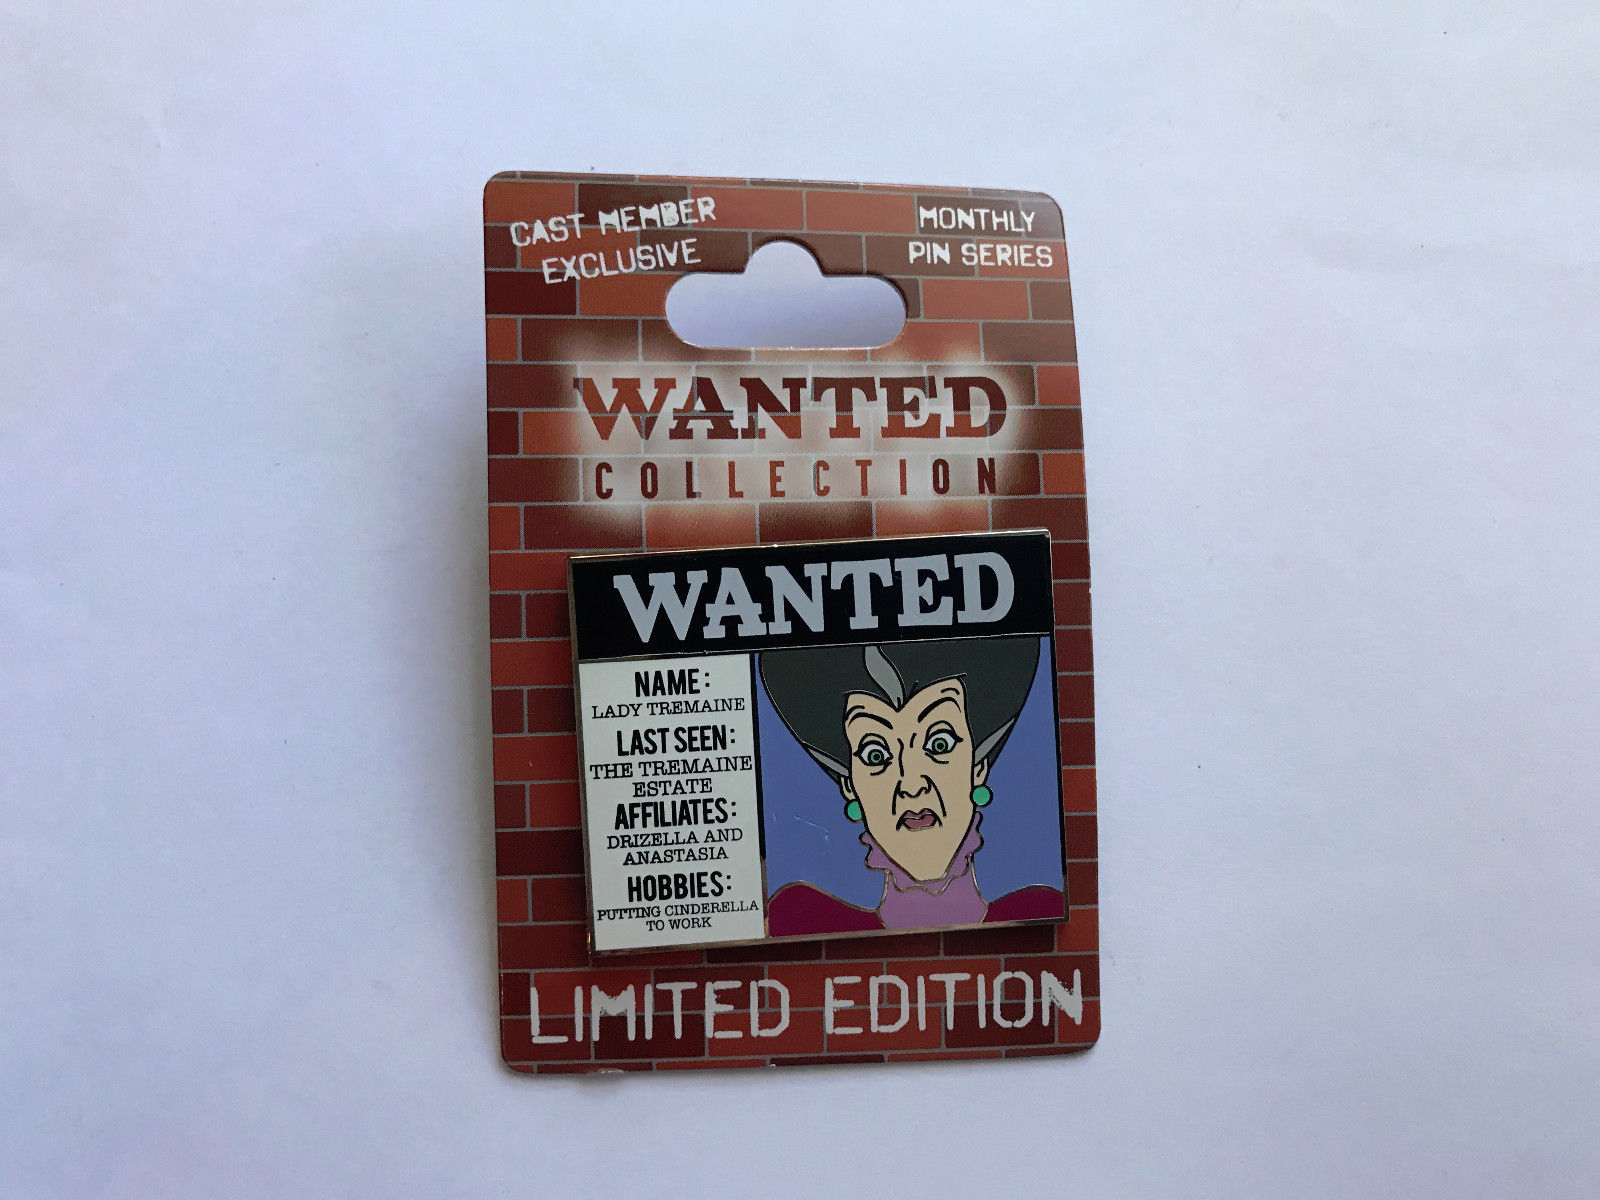 CAST MEMBER
EXCLUSIVE
MONTHLY
PIN SERIES
WANTED
COLLECTION
WANTED
NAME:
LADY TREMAINE
LAST SEEN:
THE TREMAINE
ESTATE
AFFILIATES:
DRIZELLA AND
ANASTASIA
HOBBIES:
PUTTING CINDERELLA
TO WORK
LIMITED EDITION